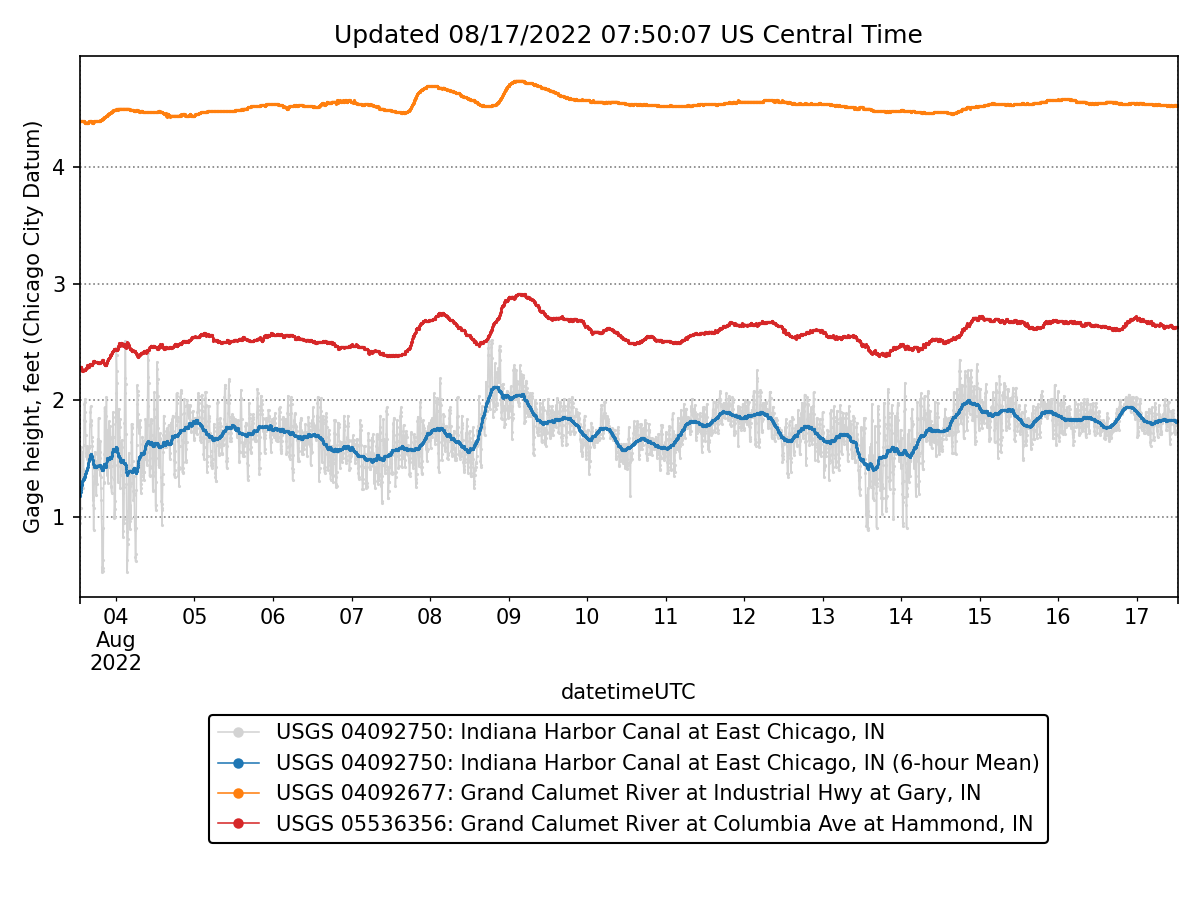 Updated 08/17/2022 07:50:07 US Central Time
Gage height, feet (Chicago City Datum)
4
3
2
1
04 05 06 07 08 09 10 11 12 13 14 15 16 17
Aug
2022
datetimeUTC
USGS 04092750: Indiana Harbor Canal at East Chicago, IN
USGS 04092750: Indiana Harbor Canal at East Chicago, IN (6-hour Mean)
USGS 04092677: Grand Calumet River at Industrial Hwy at Gary, IN
USGS 05536356: Grand Calumet River at Columbia Ave at Hammond, IN